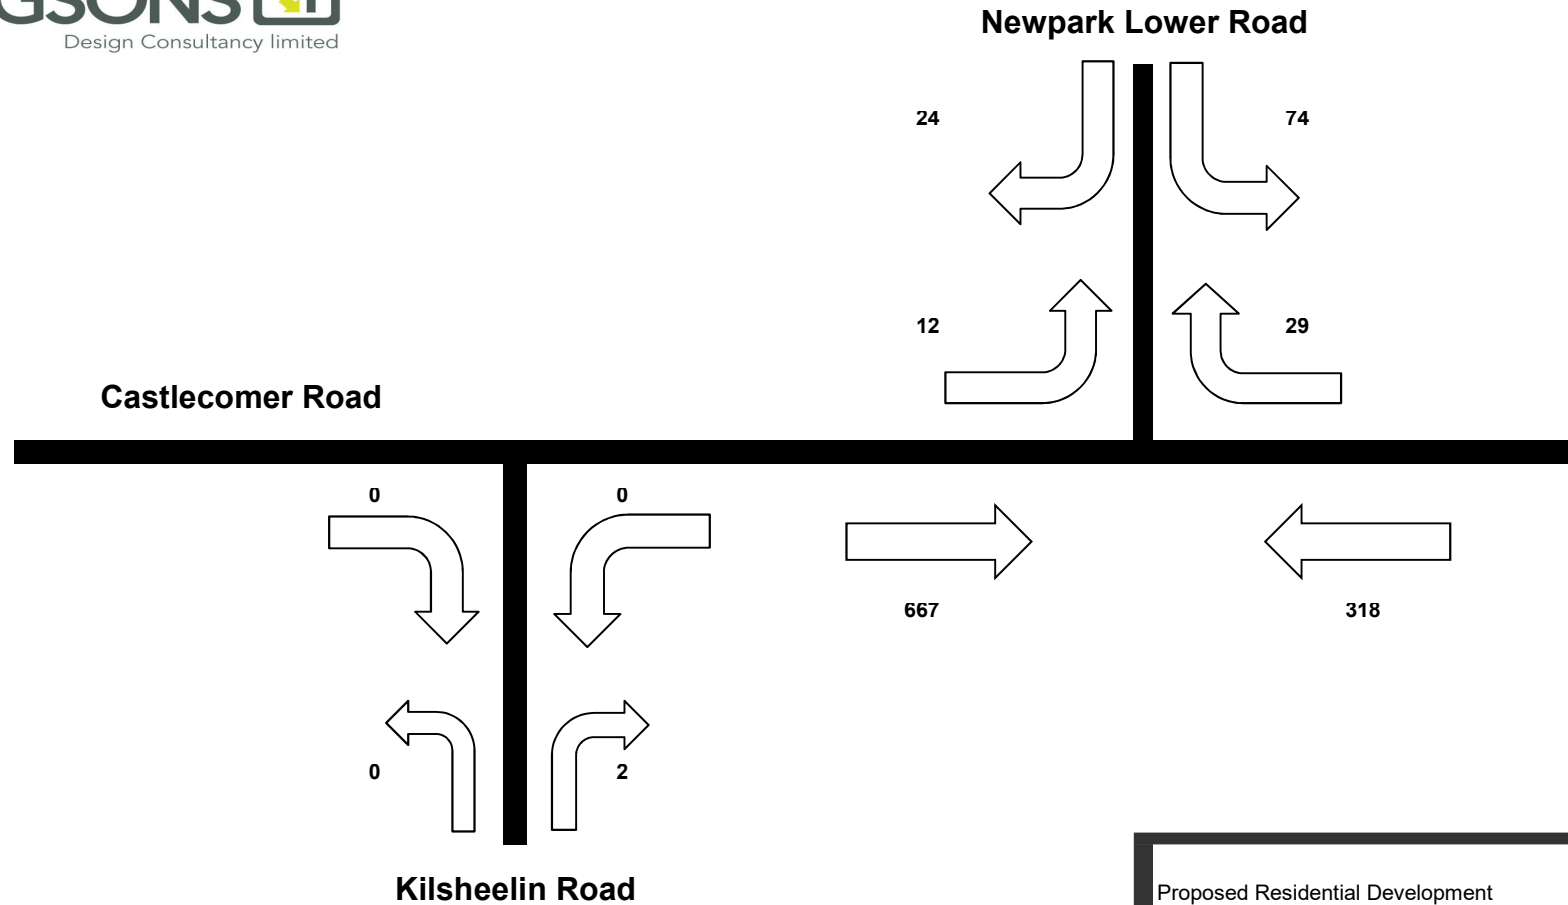 GSONS
Design Consultancy limited
Newpark Lower Road
24
74
12
29
Castlecomer Road
0
0
667
318
0
2
Kilsheelin Road
Proposed Residential Development